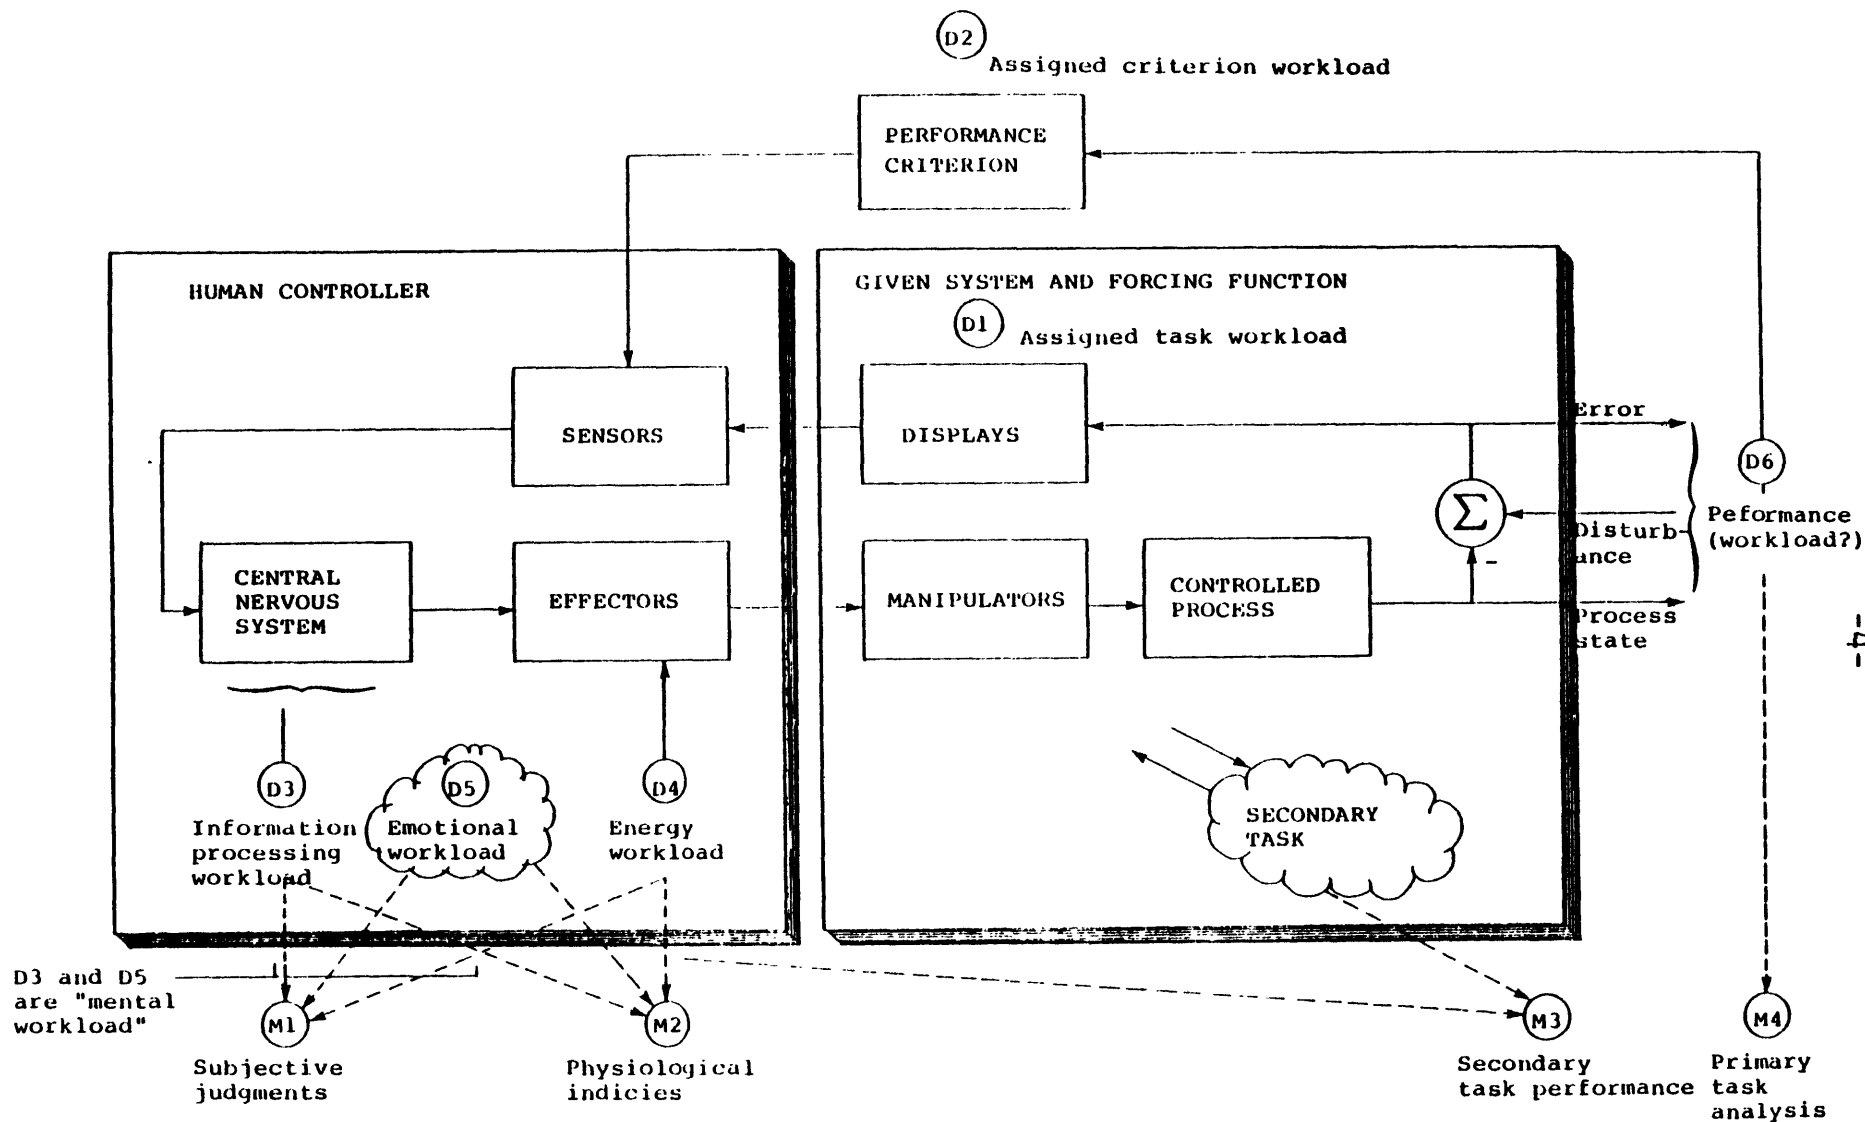 D2
Assigned criterion workload
PERFORMANCE
CRITERION
HUMAN CONTROLLER
GIVEN SYSTEM AND FORCING FUNCTION
D1
Assigned task workload
SENSORS
DISPLAYS
Error
D6
Σ
Disturb-
ance
Peformance
(workload?)
CENTRAL
NERVOUS
SYSTEM
EFFECTORS
MANIPULATORS
CONTROLLED
PROCESS
-
Process
state
-4-
D3
Information
processing
workload
D5
Emotional
workload
D4
Energy
workload
SECONDARY
TASK
D3 and D5
are "mental
workload"
M1
Subjective
judgments
M2
Physiological
indicies
M3
Secondary
task performance
M4
Primary
task
analysis